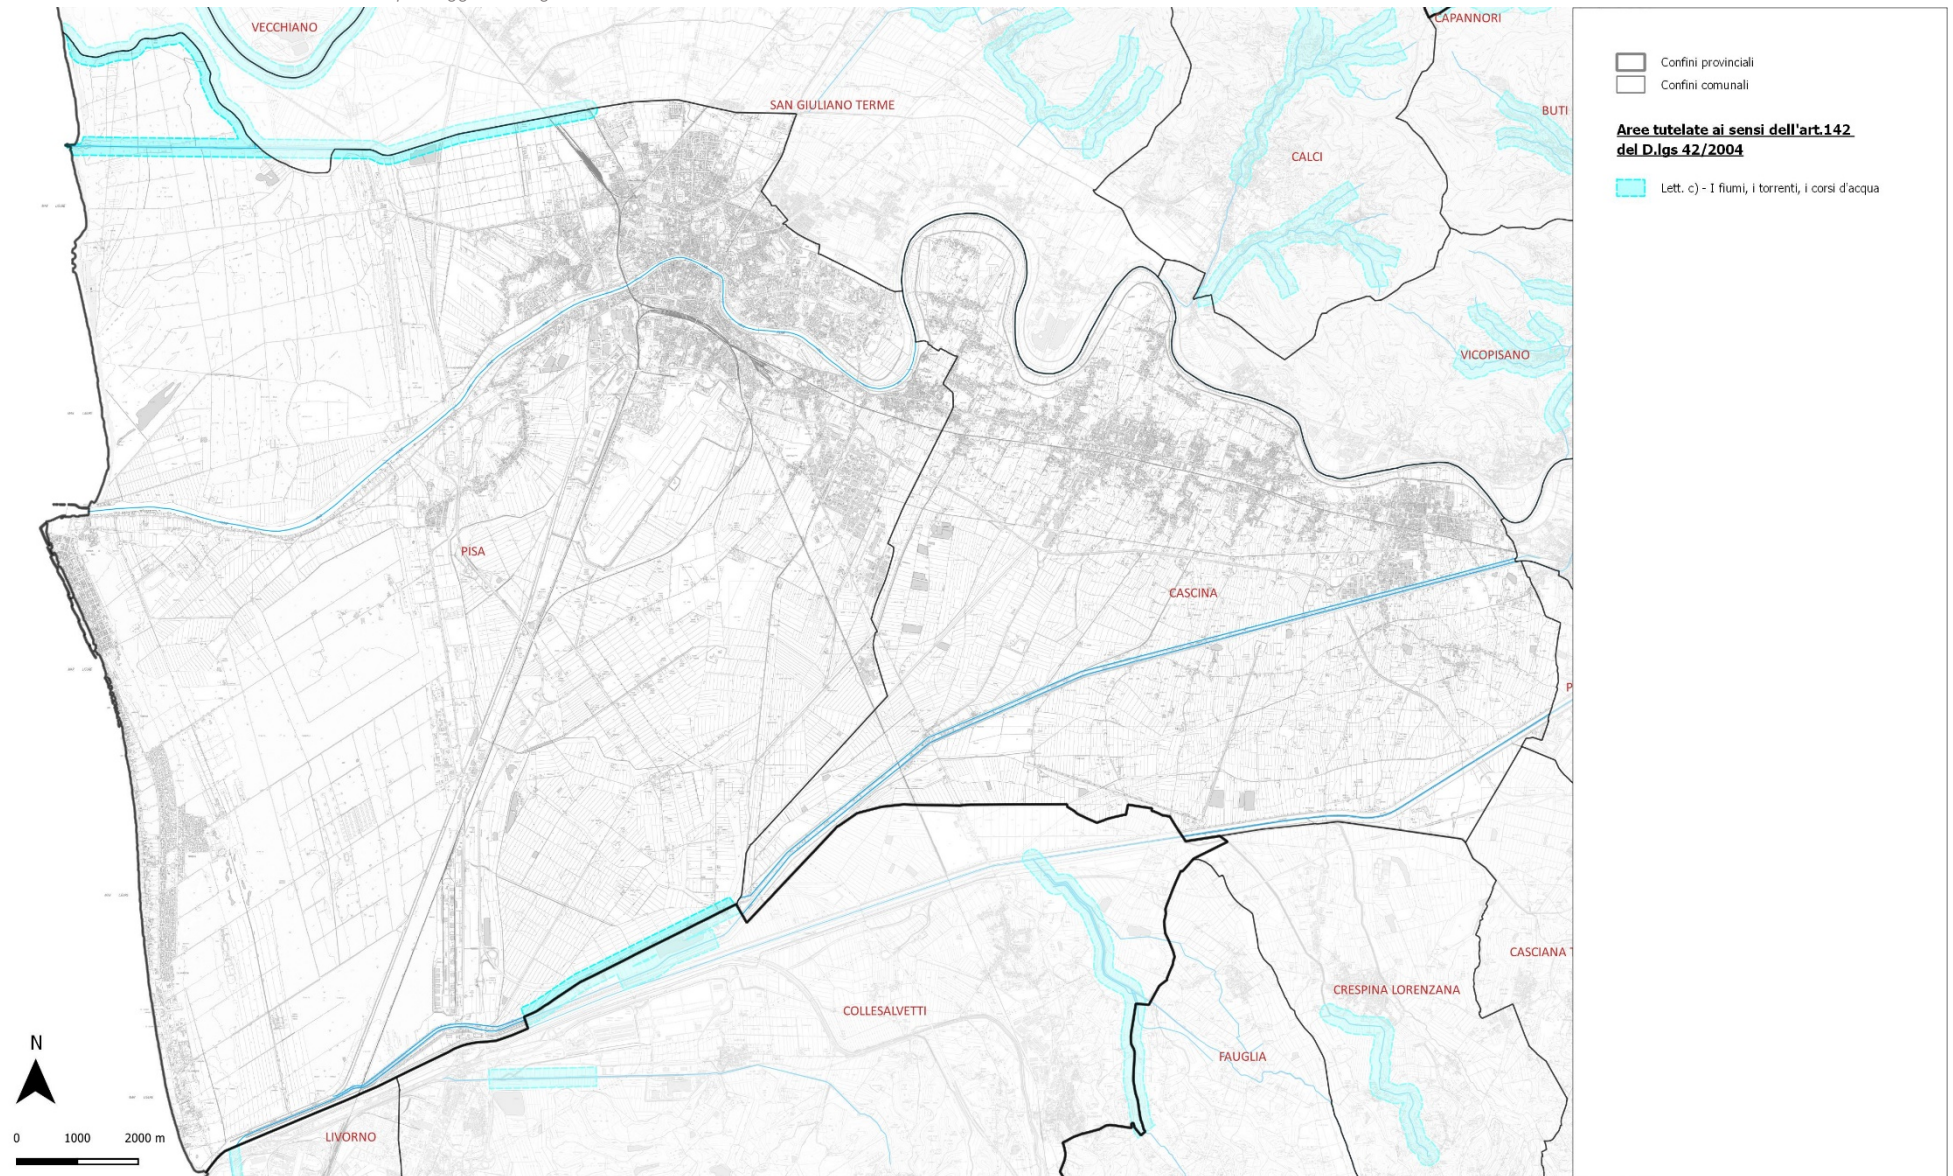 VECCHIANO
CAPANNORI
SAN GIULIANO TERME
BUTI
CALCI
VICOPISANO
PISA
CASCINA
P
CASCIANA T
CRESPINA LORENZANA
COLLESALVETTI
FAUGLIA
LIVORNO
N
0 1000 2000 m
Confini provinciali
Confini comunali
Aree tutelate ai sensi dell'art.142
del D.lgs 42/2004
Lett. c) - I fiumi, i torrenti, i corsi d'acqua